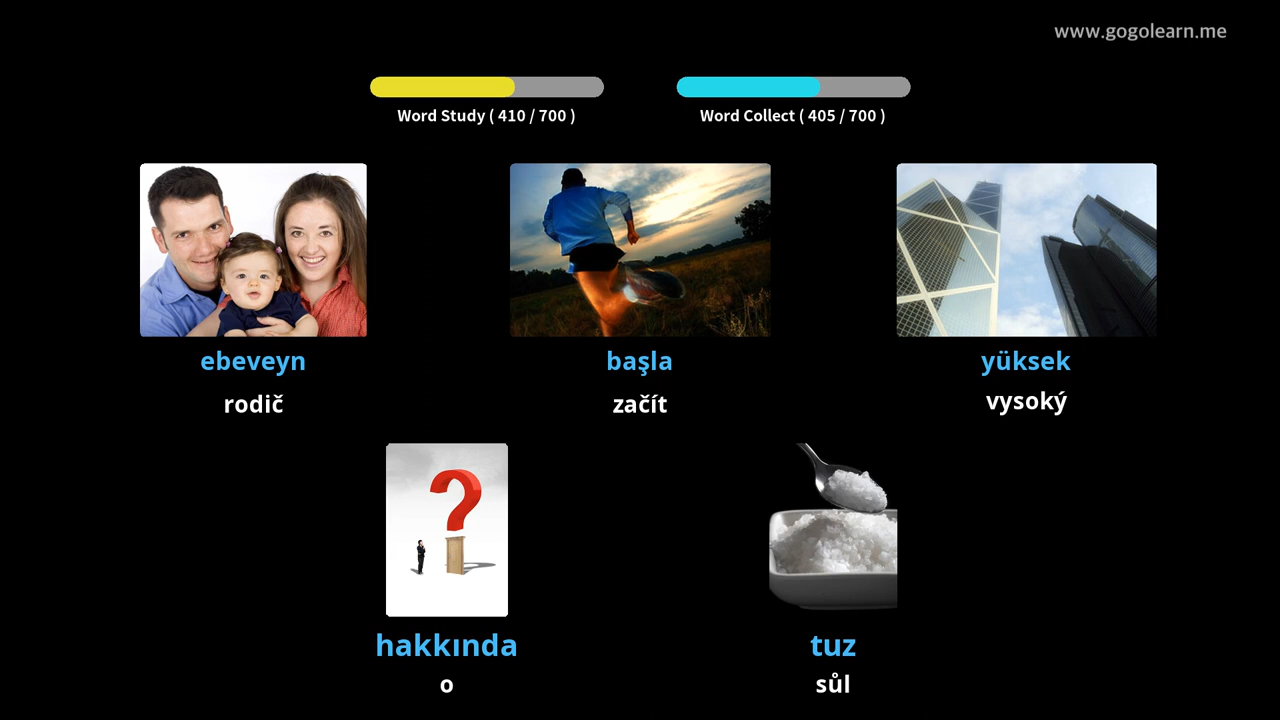 www.gogolearn.me
Word Study ( 410 / 700 )
Word Collect ( 405 / 700 )
ebeveyn
rodič
başla
začít
yüksek
vysoký
hakkında
o
tuz
sůl